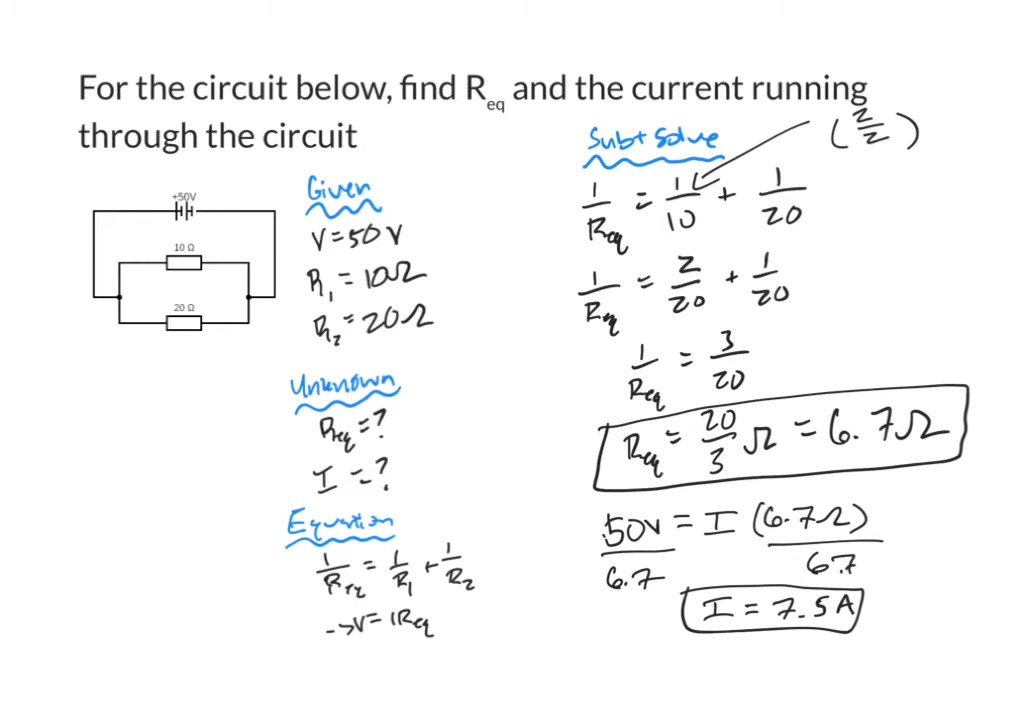 For the circuit below, find Req and the current running
through the circuit
+50V
10 Ω
20 Ω
Given
V = 50 V
R₁ = 10Ω
R₂ = 20Ω
Unknown
Req = ?
I = ?
Equation
1/Req = 1/R₁ + 1/R₂
-> V = IReq
Subt Solve
(2/2)
1/Req = 1/10 + 1/20
1/Req = 2/20 + 1/20
1/Req = 3/20
Req = 20/3 Ω = 6.7Ω
50V = I (6.7Ω)
6.7 6.7
I = 7.5A